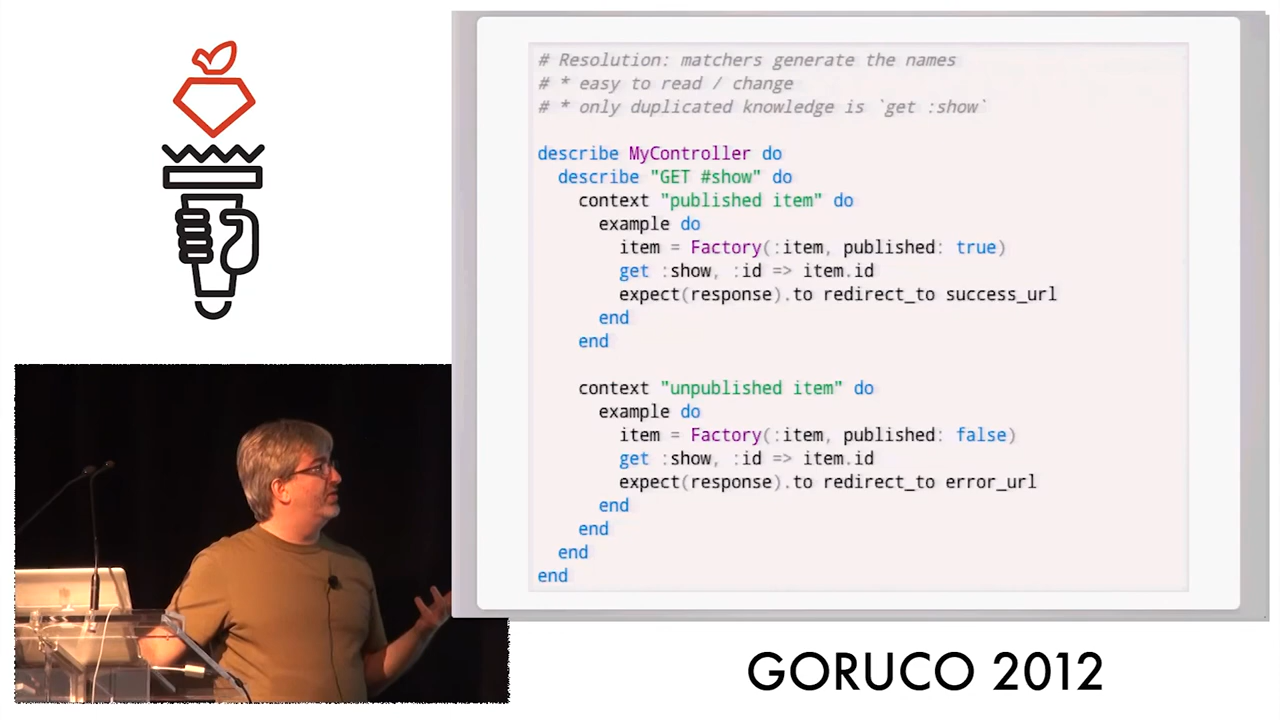 # Resolution: matchers generate the names
# * easy to read / change
# * only duplicated knowledge is `get :show`
describe MyController do
describe "GET #show" do
context "published item" do
example do
item = Factory(:item, published: true)
get :show, :id => item.id
expect(response).to redirect_to success_url
end
end
context "unpublished item" do
example do
item = Factory(:item, published: false)
get :show, :id => item.id
expect(response).to redirect_to error_url
end
end
end
end
GORUCO 2012